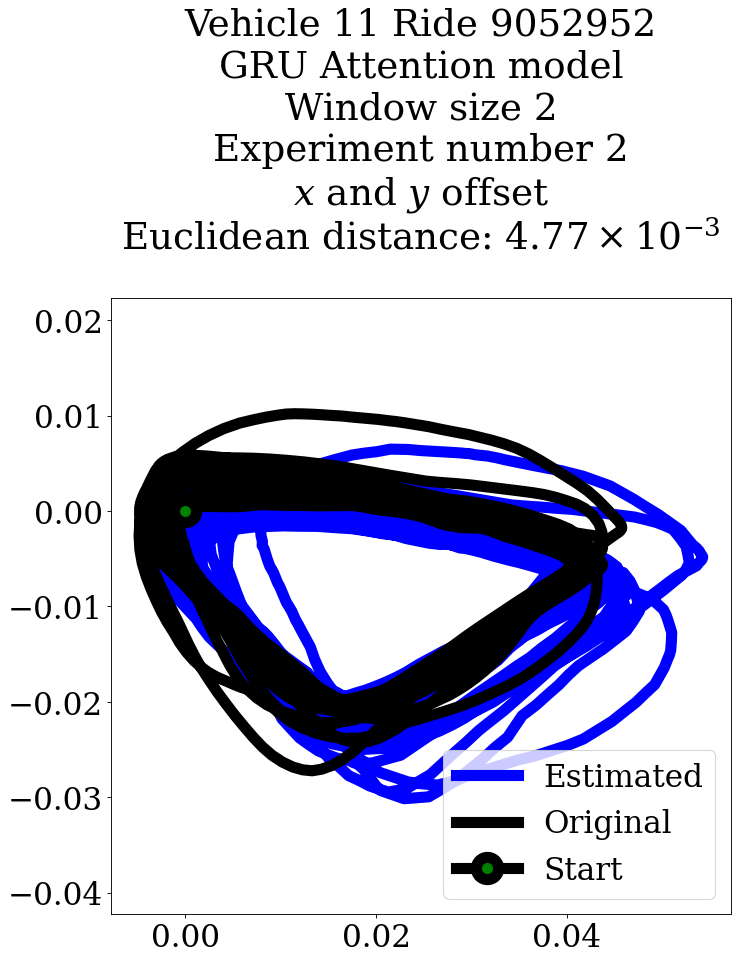 Vehicle 11 Ride 9052952
GRU Attention model
Window size 2
Experiment number 2
x and y offset
Euclidean distance: 4.77 × 10⁻³
0.02
0.01
0.00
−0.01
−0.02
−0.03
−0.04
Estimated
Original
Start
0.00 0.02 0.04